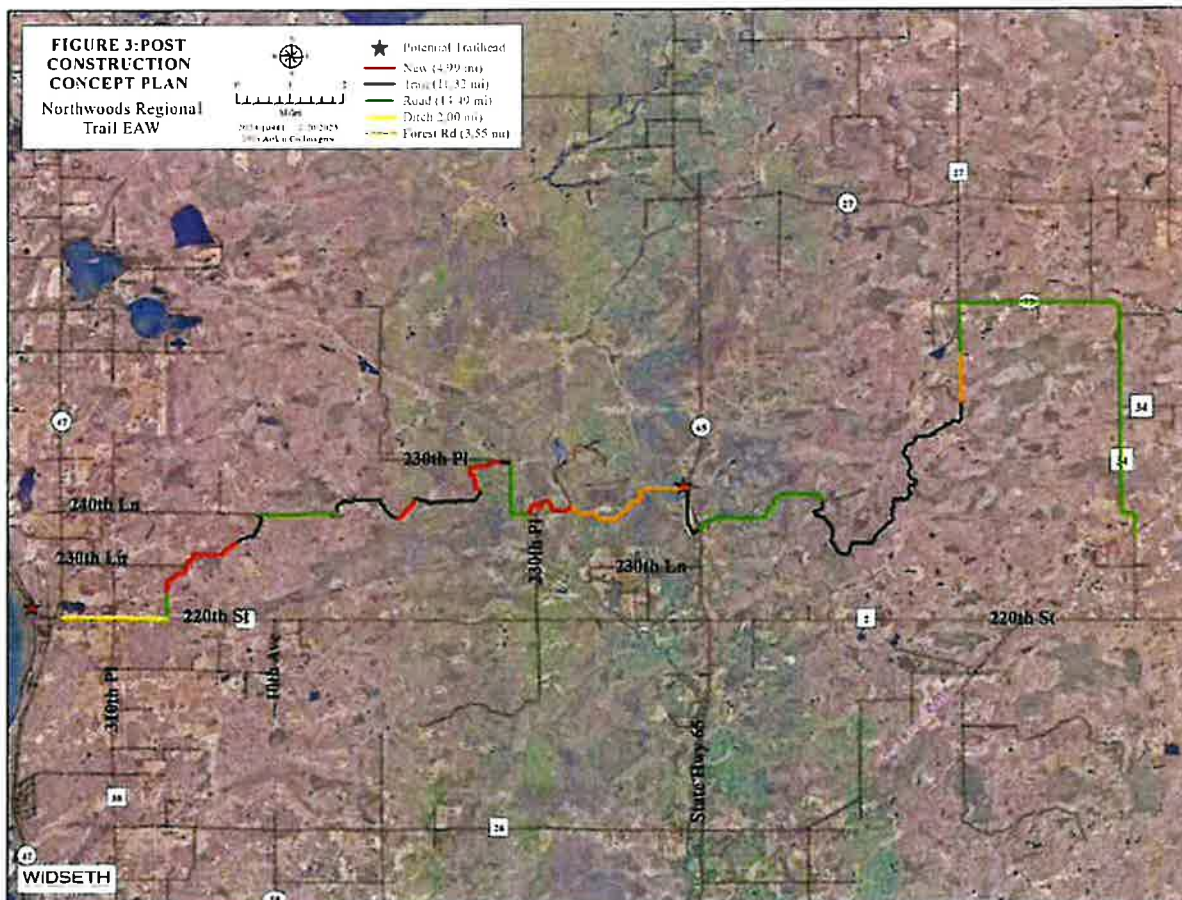 FIGURE 3:POST
CONSTRUCTION
CONCEPT PLAN
Northwoods Regional
Trail EAW
Miles
Potential Trailhead
New (4.99 mi)
Road (13.49 mi)
Ditch 2.00 mi)
Forest Rd (3.55 mi)
27
27
47
65
34
34
230th Pl
240th Ln
230th Pl
230th Ln
230th Ln
220th St
2
220th St
10th Ave
310th Pl
State Hwy 65
38
26
47
WIDSETH